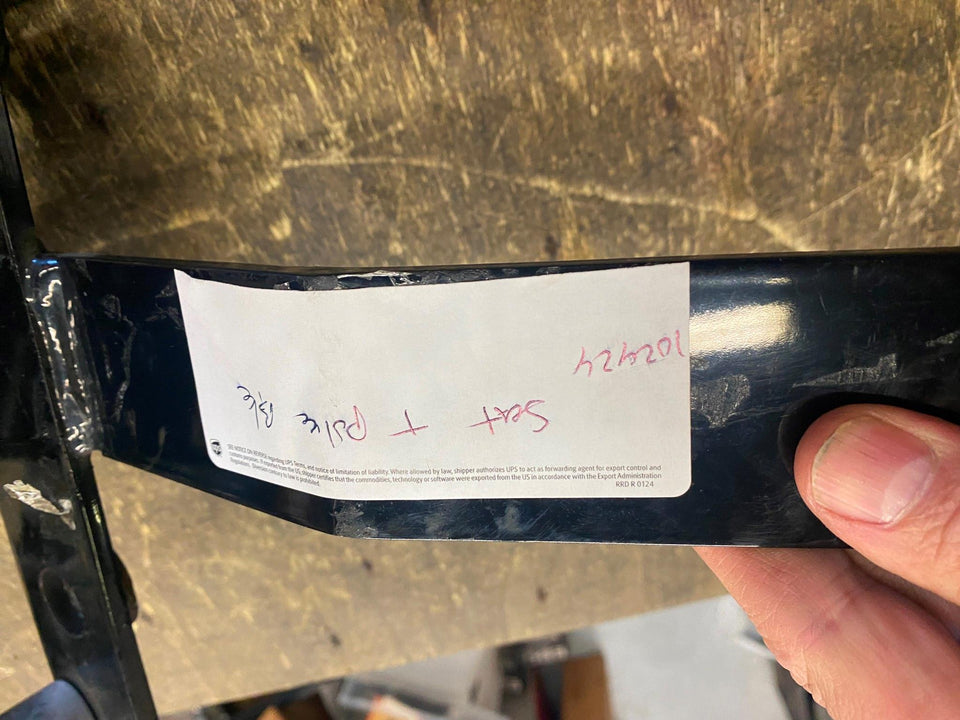 102424
Seat + Police Bike
SEE NOTICE ON REVERSE regarding UPS Terms, and notice of limitation of liability. Where allowed by law, shipper authorizes UPS to act as forwarding agent for export control and
customs purposes. If exported from the US, shipper certifies that the commodities, technology or software were exported from the US in accordance with the Export Administration
Regulations. Diversion contrary to law is prohibited.
RRD R 0124